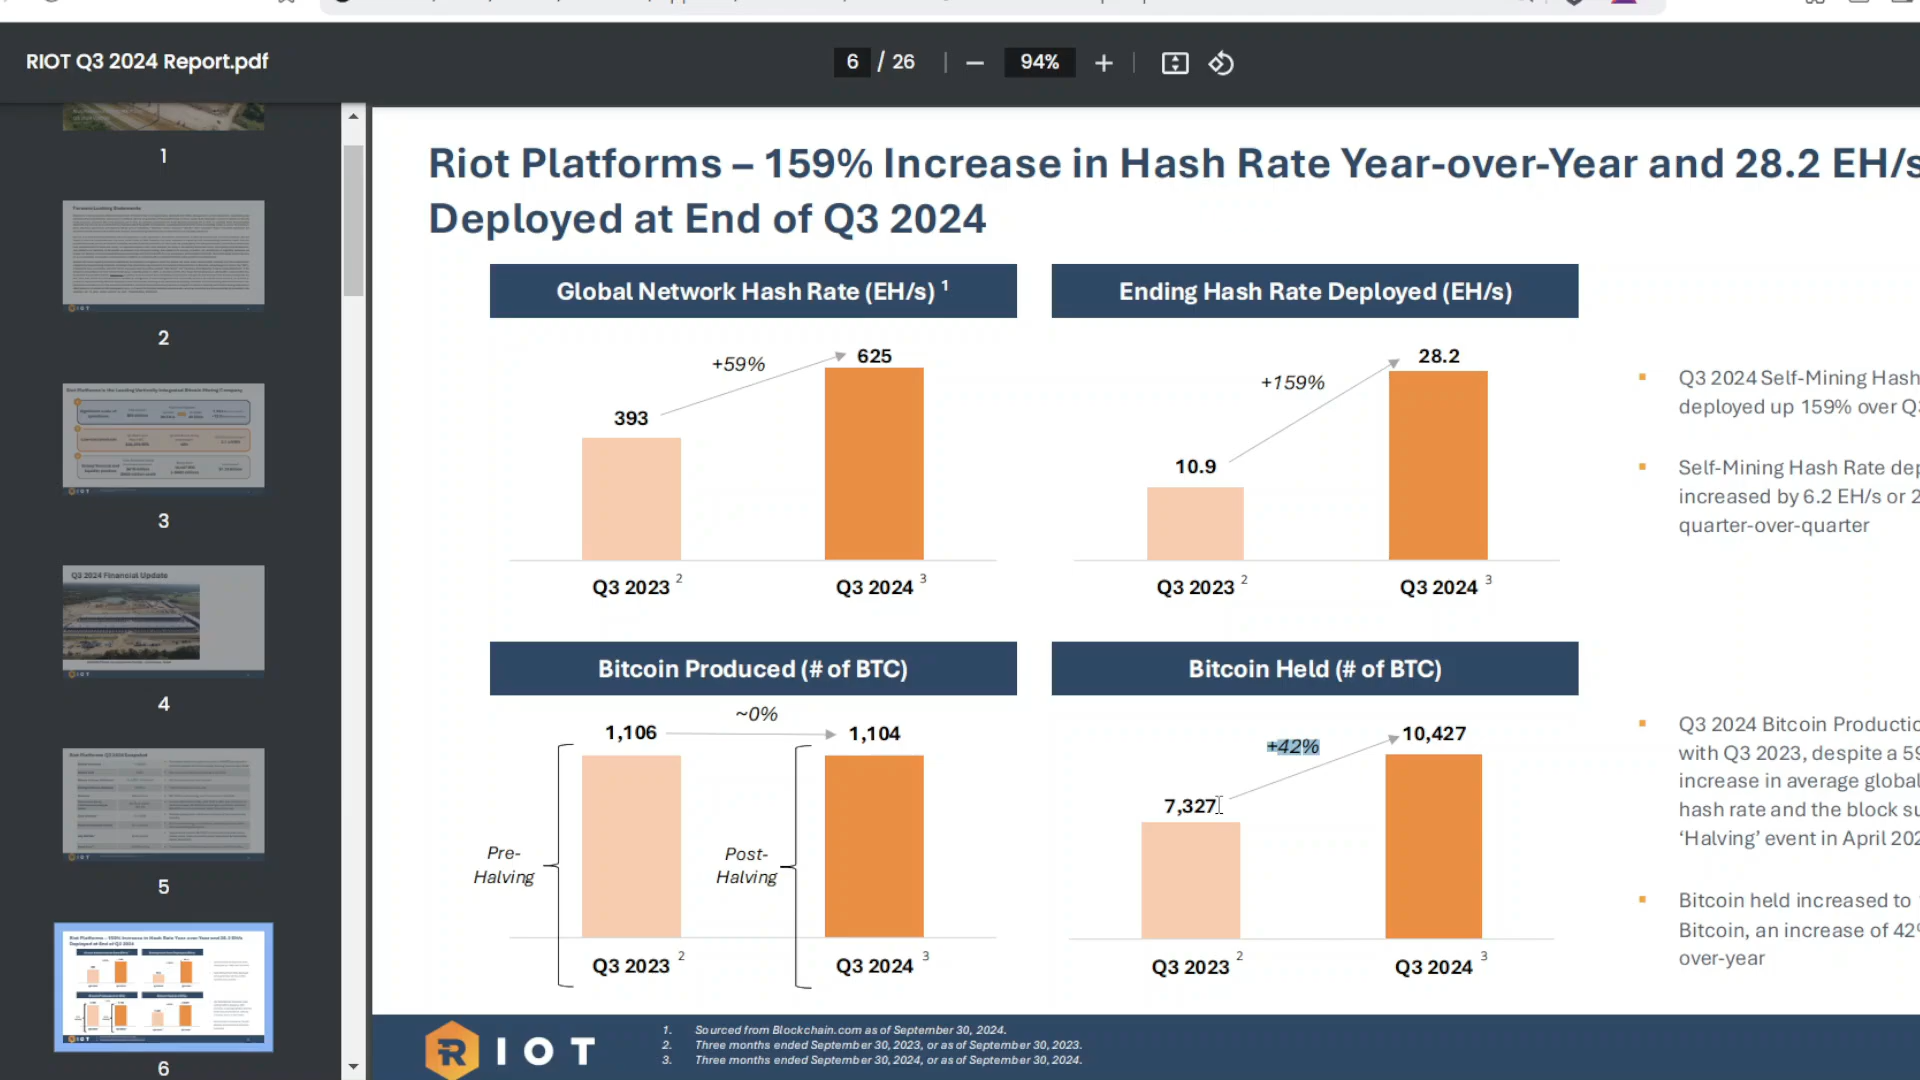 RIOT Q3 2024 Report.pdf
6 / 26
94%
1
2
3
Q3 2024 Financial Update
4
5
6
Riot Platforms – 159% Increase in Hash Rate Year-over-Year and 28.2 EH/s
Deployed at End of Q3 2024
Global Network Hash Rate (EH/s) 1
+59%
625
393
Q3 2023 2
Q3 2024 3
Ending Hash Rate Deployed (EH/s)
+159%
28.2
10.9
Q3 2023 2
Q3 2024 3
Q3 2024 Self-Mining Hash
deployed up 159% over Q3
Self-Mining Hash Rate dep
increased by 6.2 EH/s or 2
quarter-over-quarter
Bitcoin Produced (# of BTC)
~0%
1,106
1,104
Pre-
Halving
Post-
Halving
Q3 2023 2
Q3 2024 3
Bitcoin Held (# of BTC)
+42%
10,427
7,327
Q3 2023 2
Q3 2024 3
Q3 2024 Bitcoin Productio
with Q3 2023, despite a 59
increase in average global
hash rate and the block su
‘Halving’ event in April 202
Bitcoin held increased to
Bitcoin, an increase of 42%
over-year
RIOT
1. Sourced from Blockchain.com as of September 30, 2024.
2. Three months ended September 30, 2023, or as of September 30, 2023.
3. Three months ended September 30, 2024, or as of September 30, 2024.